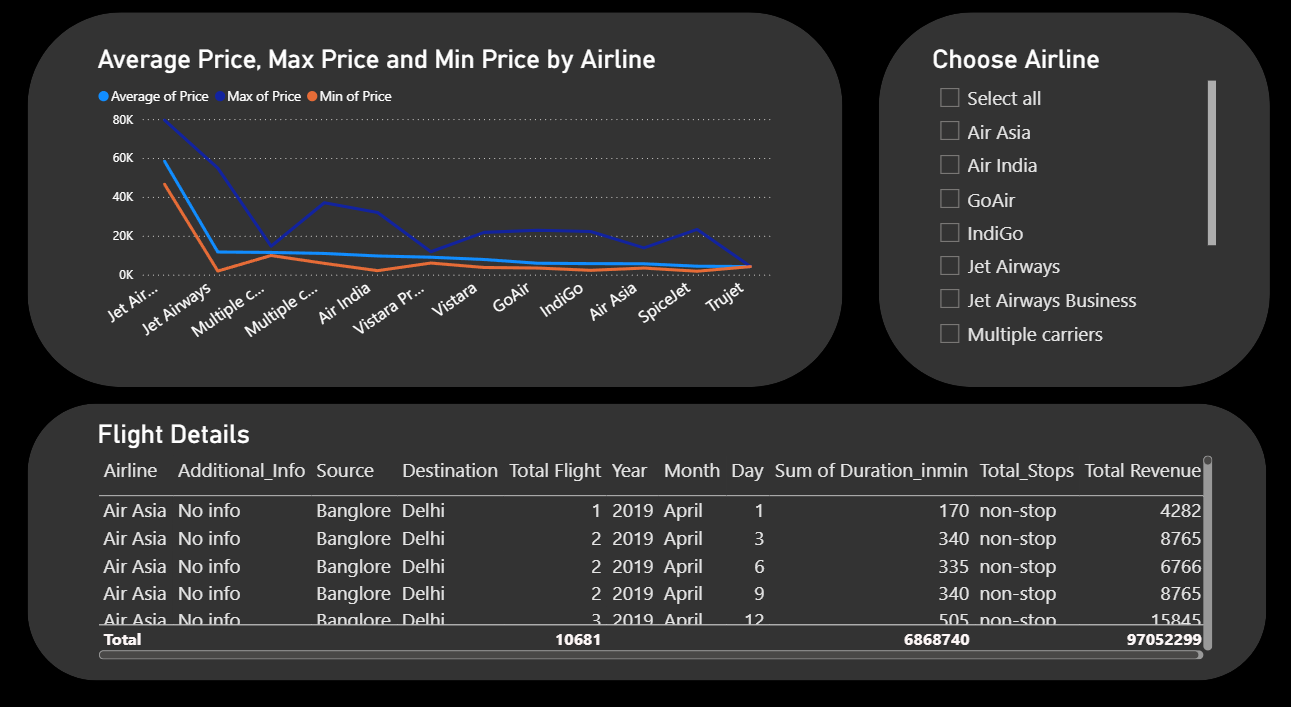 Average Price, Max Price and Min Price by Airline
Average of Price Max of Price Min of Price
80K
60K
40K
20K
0K
Jet Air... Jet Airways Multiple c... Multiple c... Air India Vistara Pr... Vistara GoAir IndiGo Air Asia SpiceJet Trujet
Choose Airline
Select all
Air Asia
Air India
GoAir
IndiGo
Jet Airways
Jet Airways Business
Multiple carriers
Flight Details
Airline Additional_Info Source Destination Total Flight Year Month Day Sum of Duration_inmin Total_Stops Total Revenue
Air Asia No info Banglore Delhi 1 2019 April 1 170 non-stop 4282
Air Asia No info Banglore Delhi 2 2019 April 3 340 non-stop 8765
Air Asia No info Banglore Delhi 2 2019 April 6 335 non-stop 6766
Air Asia No info Banglore Delhi 2 2019 April 9 340 non-stop 8765
Air Asia No info Banglore Delhi 3 2019 April 12 505 non-stop 15845
Total 10681 6868740 97052299